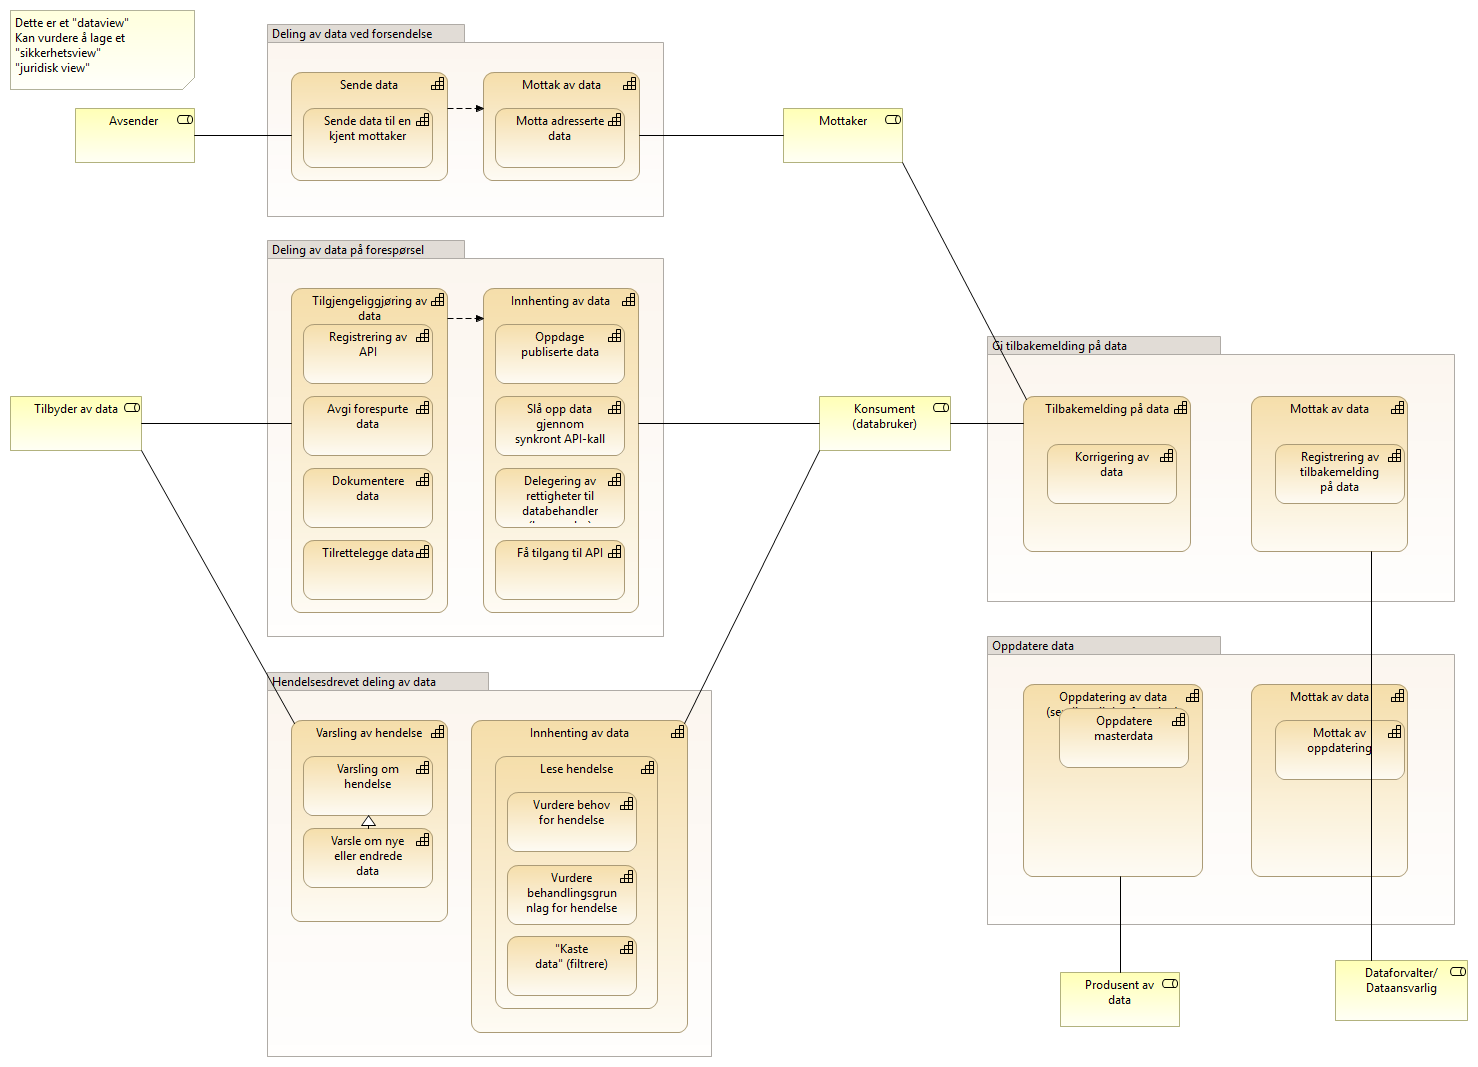 Dette er et "dataview"
Kan vurdere å lage et
"sikkerhetsview"
"juridisk view"
Deling av data ved forsendelse
Sende data
Sende data til en
kjent mottaker
Mottak av data
Motta adresserte
data
Avsender
Mottaker
Deling av data på forespørsel
Tilgjengeliggjøring av
data
Registrering av
API
Avgi forespurte
data
Dokumentere
data
Tilrettelegge data
Innhenting av data
Oppdage
publiserte data
Slå opp data
gjennom
synkront API-kall
Delegering av
rettigheter til
databehandler
Få tilgang til API
Tilbyder av data
Konsument
(databruker)
Gi tilbakemelding på data
Tilbakemelding på data
Korrigering av
data
Mottak av data
Registrering av
tilbakemelding
på data
Hendelsesdrevet deling av data
Varsling av hendelse
Varsling om
hendelse
Varsle om nye
eller endrede
data
Innhenting av data
Lese hendelse
Vurdere behov
for hendelse
Vurdere
behandlingsgrun
nlag for hendelse
"Kaste
data" (filtrere)
Oppdatere data
Oppdatering av data
Oppdatere
masterdata
Mottak av data
Mottak av
oppdatering
Produsent av
data
Dataforvalter/
Dataansvarlig